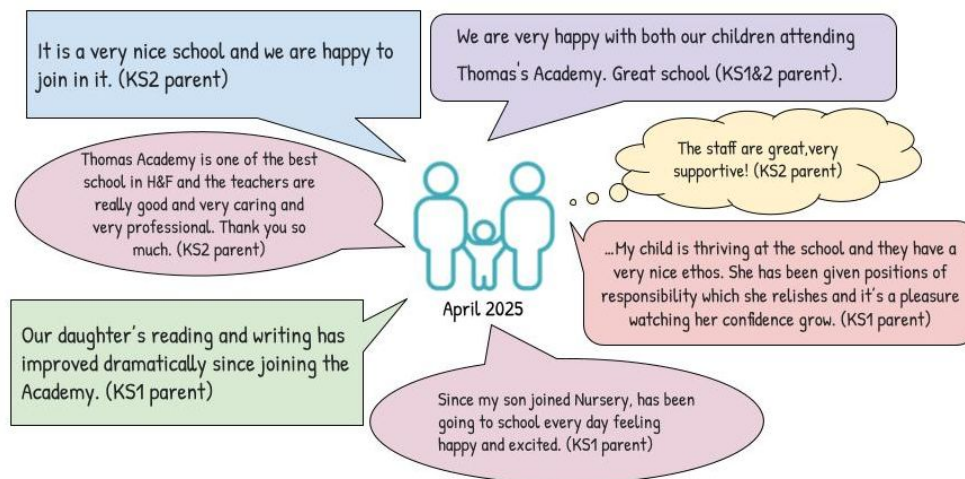 It is a very nice school and we are happy to
join in it. (KS2 parent)
We are very happy with both our children attending
Thomas's Academy. Great school (KS1&2 parent).
Thomas Academy is one of the best
school in H&F and the teachers are
really good and very caring and
very professional. Thank you so
much. (KS2 parent)
The staff are great,very
supportive! (KS2 parent)
...My child is thriving at the school and they have a
very nice ethos. She has been given positions of
responsibility which she relishes and it's a pleasure
watching her confidence grow. (KS1 parent)
April 2025
Our daughter's reading and writing has
improved dramatically since joining the
Academy. (KS1 parent)
Since my son joined Nursery, has been
going to school every day feeling
happy and excited. (KS1 parent)